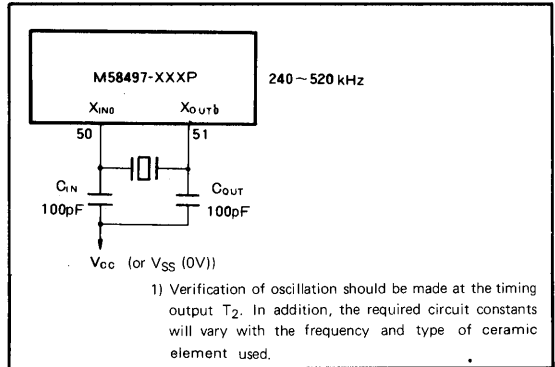 M58497-XXXP
240~520 kHz
XIN0 XOUTb
50 51
CIN COUT
100pF 100pF
VCC (or VSS (0V))
1) Verification of oscillation should be made at the timing
output T2. In addition, the required circuit constants
will vary with the frequency and type of ceramic
element used.